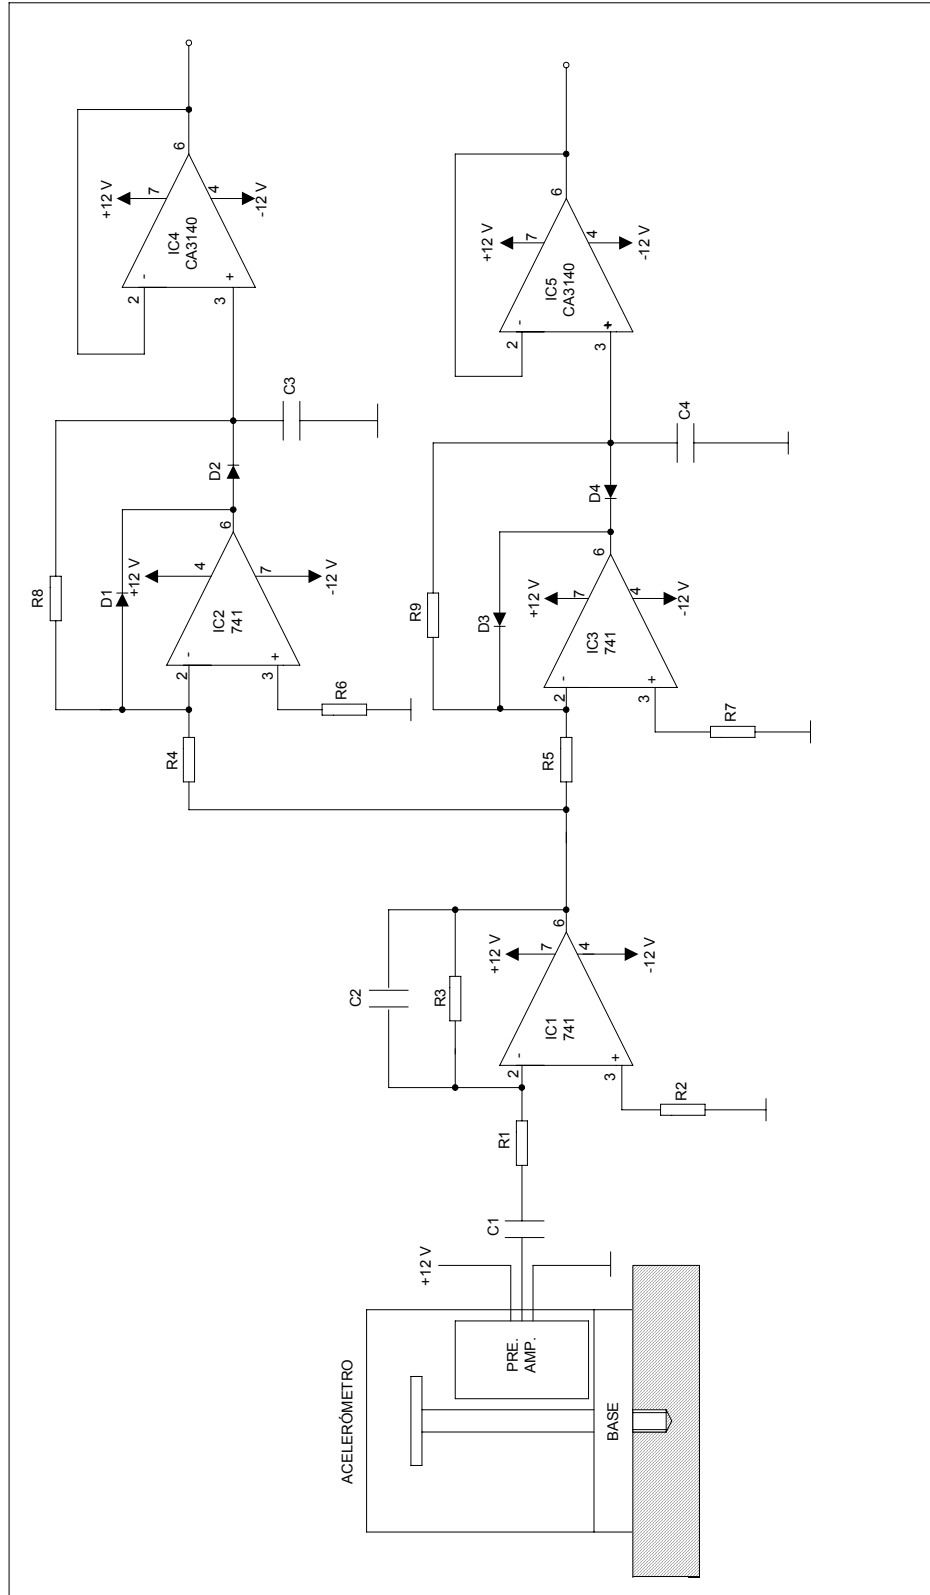 ACELERÓMETRO
BASE
PRE.
AMP.
+12 V
C1
R1
C2
R3
2
-
3
+
IC1
741
7
+12 V
4
-12 V
6
R2
R4
R5
R8
D1
2
-
3
+
IC2
741
4
+12 V
7
-12 V
6
R6
D2
C3
2
-
3
+
IC4
CA3140
7
+12 V
4
-12 V
6
R9
D3
2
-
3
+
IC3
741
7
+12 V
4
-12 V
6
R7
D4
C4
2
-
3
+
IC5
CA3140
7
+12 V
4
-12 V
6